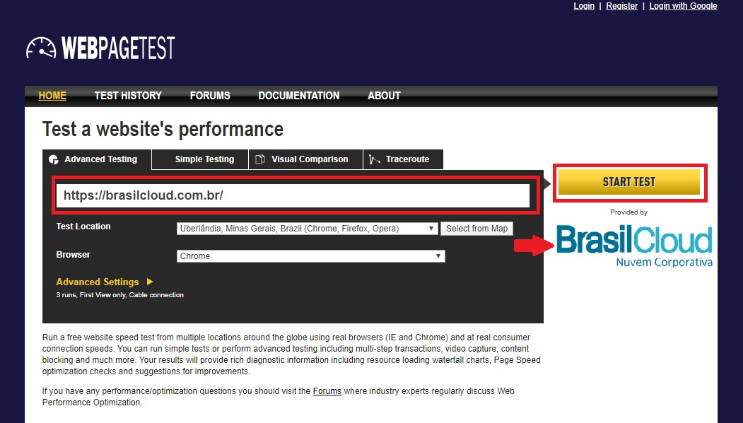 Login | Register | Login with Google
WEBPAGETEST
HOME TEST HISTORY FORUMS DOCUMENTATION ABOUT
Test a website's performance
Advanced Testing Simple Testing Visual Comparison Traceroute
https://brasilcloud.com.br/
START TEST
Provided by
BrasilCloud
Nuvem Corporativa
Test Location Uberlândia, Minas Gerais, Brazil (Chrome, Firefox, Opera) Select from Map
Browser Chrome
Advanced Settings
3 runs, First View only, Cable connection
Run a free website speed test from multiple locations around the globe using real browsers (IE and Chrome) and at real consumer
connection speeds. You can run simple tests or perform advanced testing including multi-step transactions, video capture, content
blocking and much more. Your results will provide rich diagnostic information including resource loading waterfall charts, Page Speed
optimization checks and suggestions for improvements.
If you have any performance/optimization questions you should visit the Forums where industry experts regularly discuss Web
Performance Optimization.